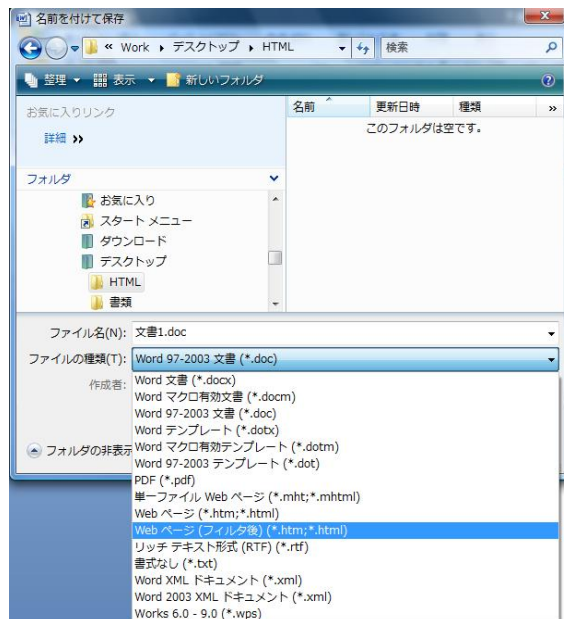 名前を付けて保存
« Work ▸ デスクトップ ▸ HTML
検索
整理 ▼ 表示 ▼ 新しいフォルダ
お気に入りリンク
詳細 »
名前 更新日時 種類 »
このフォルダは空です。
フォルダ
お気に入り
スタート メニュー
ダウンロード
デスクトップ
HTML
書類
ファイル名(N): 文書1.doc
ファイルの種類(T): Word 97-2003 文書 (*.doc)
作成者:
フォルダの非表示
Word 文書 (*.docx)
Word マクロ有効文書 (*.docm)
Word 97-2003 文書 (*.doc)
Word テンプレート (*.dotx)
Word マクロ有効テンプレート (*.dotm)
Word 97-2003 テンプレート (*.dot)
PDF (*.pdf)
単一ファイル Web ページ (*.mht;*.mhtml)
Web ページ (*.htm;*.html)
Web ページ (フィルタ後) (*.htm;*.html)
リッチ テキスト形式 (RTF) (*.rtf)
書式なし (*.txt)
Word XML ドキュメント (*.xml)
Word 2003 XML ドキュメント (*.xml)
Works 6.0 - 9.0 (*.wps)